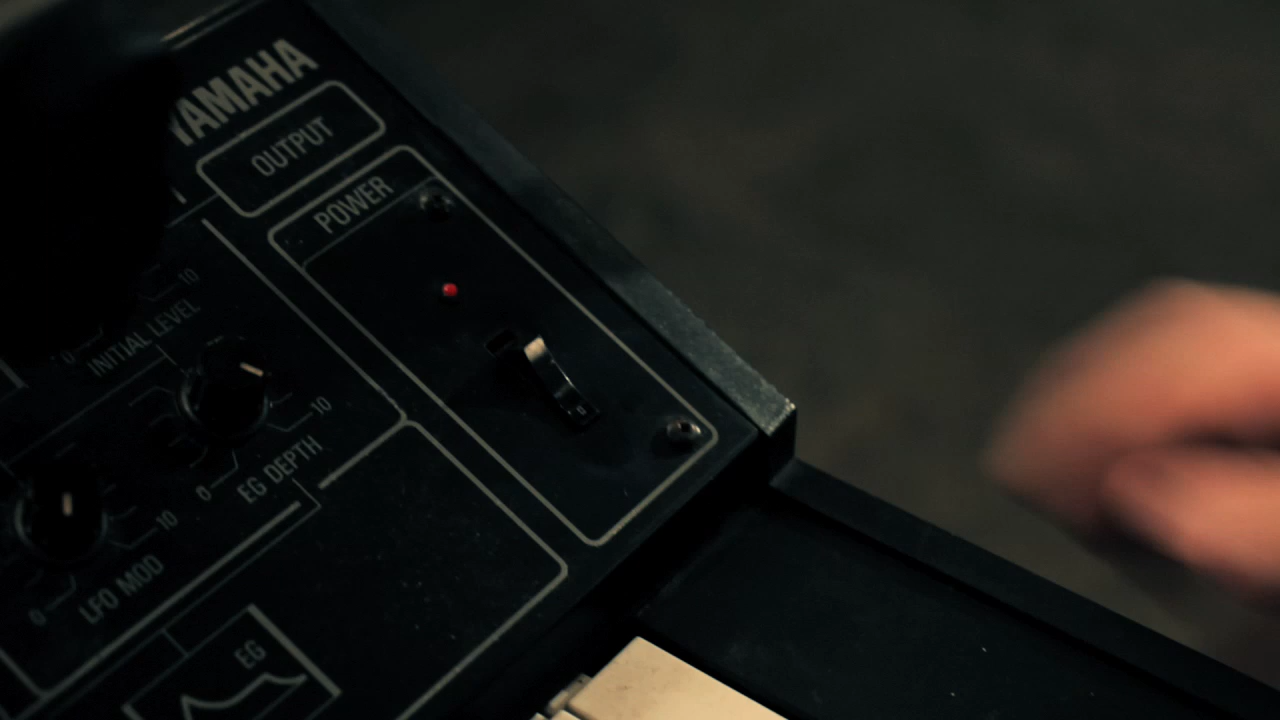 YAMAHA
OUTPUT
POWER
10
0
INITIAL LEVEL
10
0
EG DEPTH
10
0
LFO MOD
EG